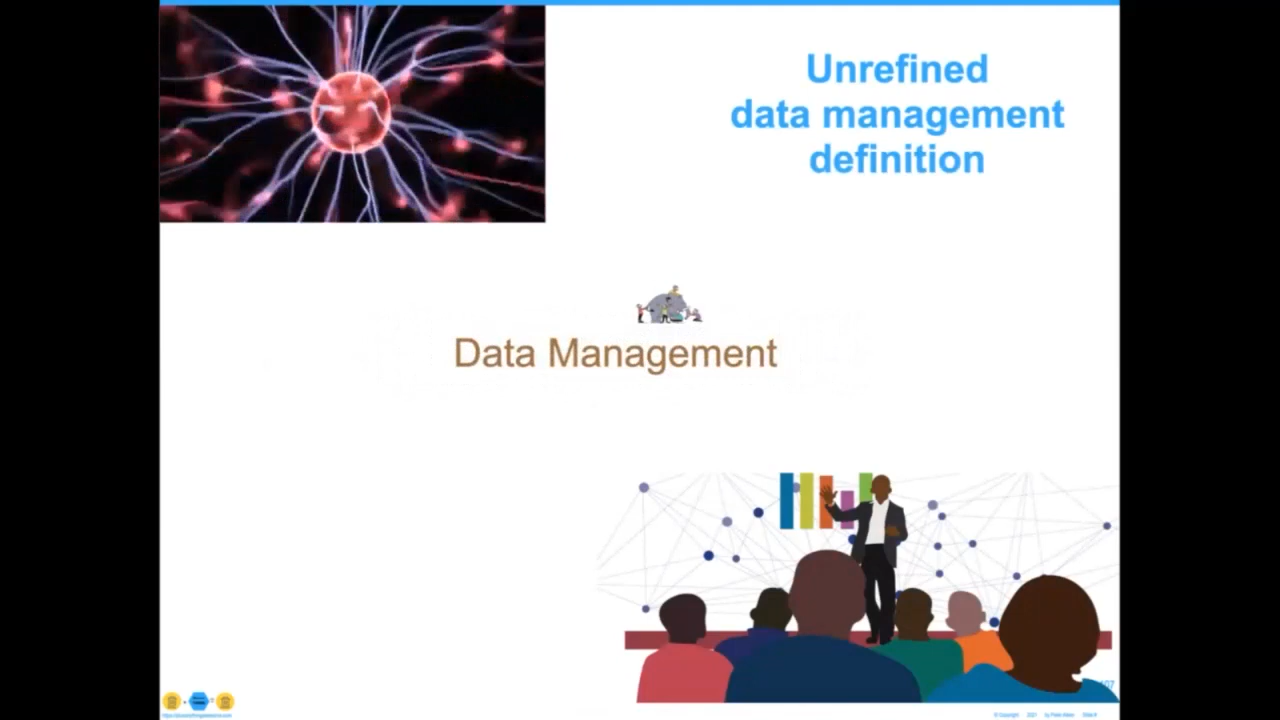 Unrefined
data management
definition
Data Management